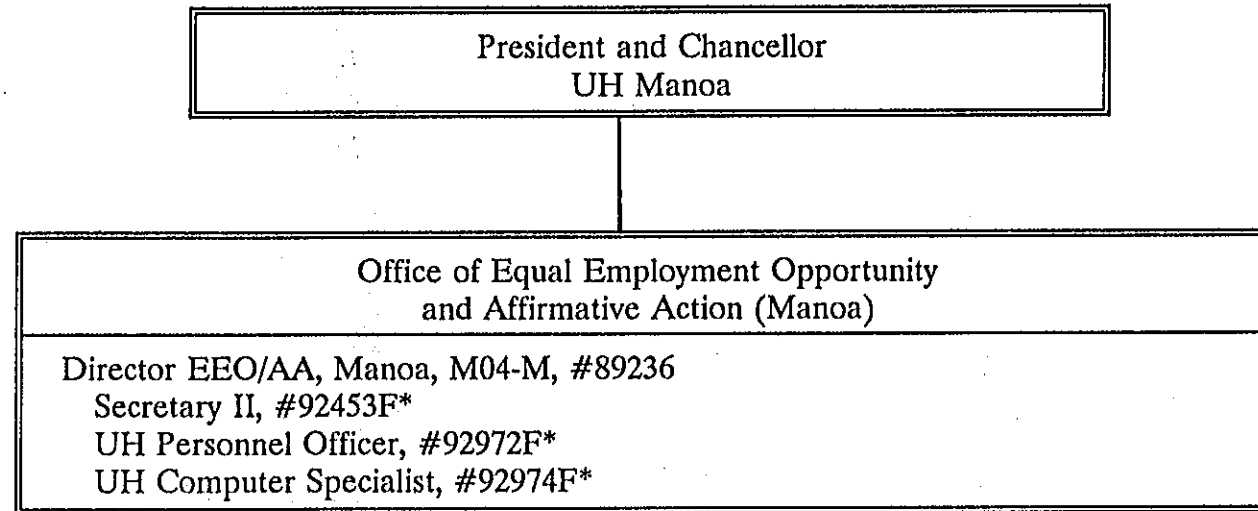 President and Chancellor
UH Manoa
Office of Equal Employment Opportunity
and Affirmative Action (Manoa)
Director EEO/AA, Manoa, M04-M, #89236
Secretary II, #92453F*
UH Personnel Officer, #92972F*
UH Computer Specialist, #92974F*